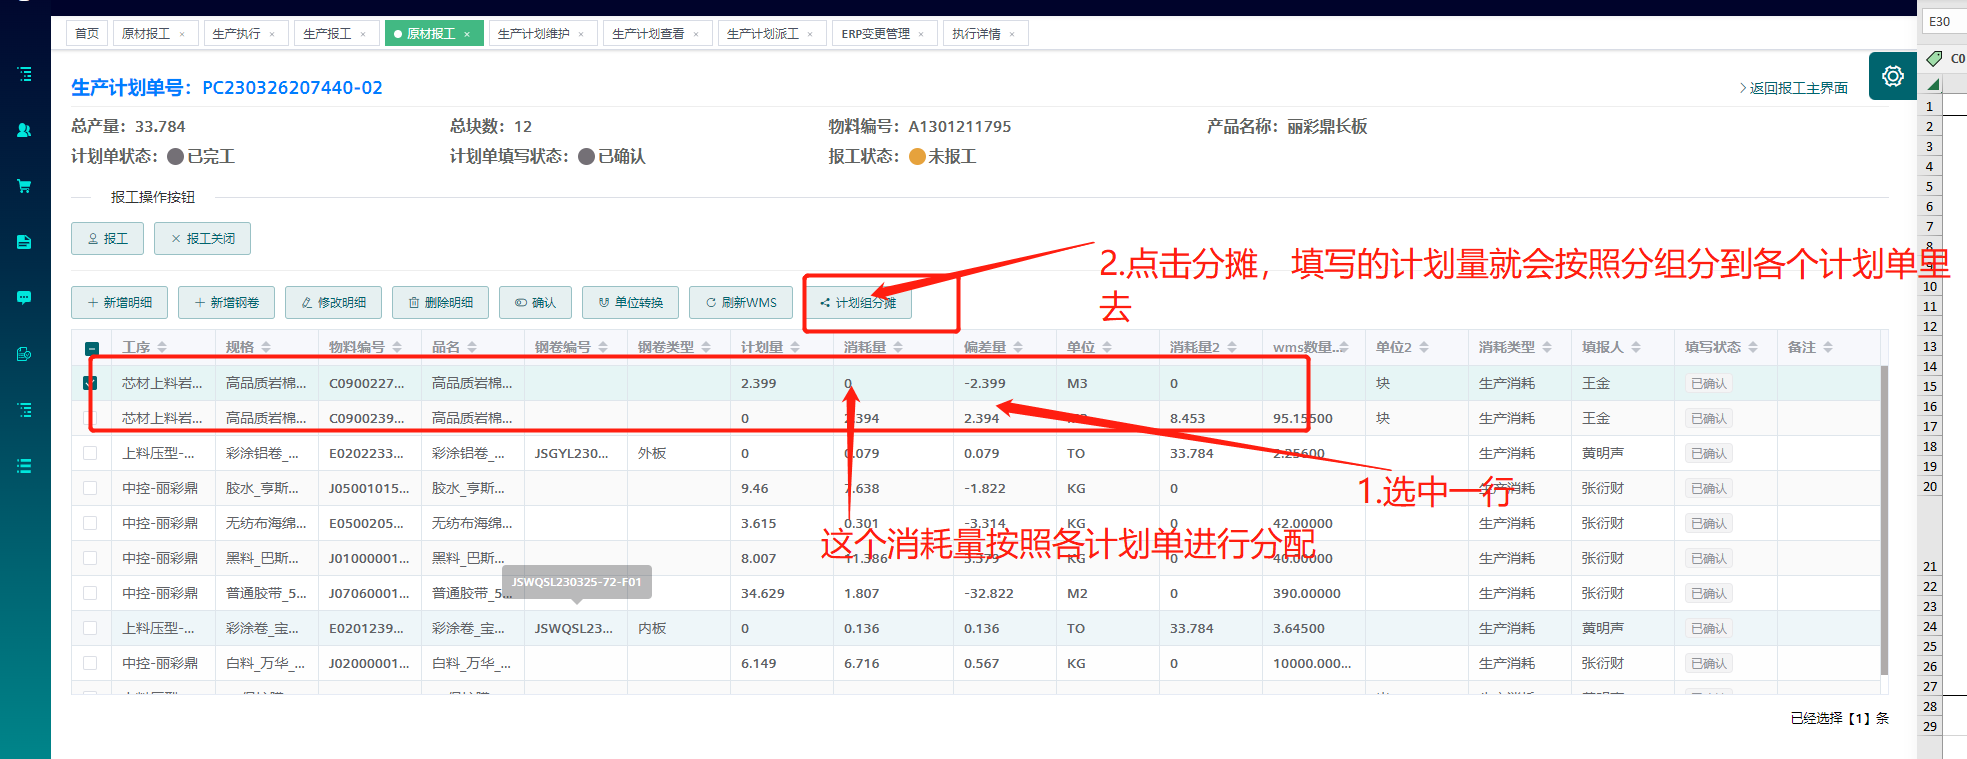 首页 原材报工 × 生产执行 × 生产报工 × 原材报工 × 生产计划维护 × 生产计划查看 × 生产计划派工 × ERP变更管理 × 执行详情 ×
E30
C0
生产计划单号：PC230326207440-02
返回报工主界面
总产量：33.784 总块数：12 物料编号：A1301211795 产品名称：丽彩鼎长板
计划单状态：已完工 计划单填写状态：已确认 报工状态：未报工
报工操作按钮
报工 报工关闭
2.点击分摊，填写的计划量就会按照分组分到各个计划单里
去
新增明细 新增钢卷 修改明细 删除明细 确认 单位转换 刷新WMS 计划组分摊
工序 规格 物料编号 品名 钢卷编号 钢卷类型 计划量 消耗量 偏差量 单位 消耗量2 wms数量... 单位2 消耗类型 填报人 填写状态 备注
芯材上料岩... 高品质岩棉... C0900227... 高品质岩棉... 2.399 0 -2.399 M3 0 块 生产消耗 王金 已确认
芯材上料岩... 高品质岩棉... C0900239... 高品质岩棉... 0 2.394 2.394 8.453 95.15500 块 生产消耗 王金 已确认
上料压型-... 彩涂铝卷_... E0202233... 彩涂铝卷_... JSGYL230... 外板 0 0.079 0.079 TO 33.784 2.25600 生产消耗 黄明声 已确认
中控-丽彩鼎 胶水_亨斯... J05001015... 胶水_亨斯... 9.46 7.638 -1.822 KG 0 生产消耗 张衍财 已确认
1.选中一行
中控-丽彩鼎 无纺布海绵... E0500205... 无纺布海绵... 3.615 0.301 -3.314 KG 0 42.00000 生产消耗 张衍财 已确认
这个消耗量按照各计划单进行分配
中控-丽彩鼎 黑料_巴斯... J01000001... 黑料_巴斯... 8.007 11.386 3.379 KG 0 40.00000 生产消耗 张衍财 已确认
JSWQSL230325-72-F01
中控-丽彩鼎 普通胶带_5... J07060001... 普通胶带_5... 34.629 1.807 -32.822 M2 0 390.00000 生产消耗 张衍财 已确认
上料压型-... 彩涂卷_宝... E0201239... 彩涂卷_宝... JSWQSL23... 内板 0 0.136 0.136 TO 33.784 3.64500 生产消耗 黄明声 已确认
中控-丽彩鼎 白料_万华_... J02000001... 白料_万华_... 6.149 6.716 0.567 KG 0 10000.000... 生产消耗 张衍财 已确认
已经选择【1】条
1
2
3
4
5
6
7
8
10
11
12
13
14
15
16
17
18
19
20
21
22
23
24
25
26
27
28
29